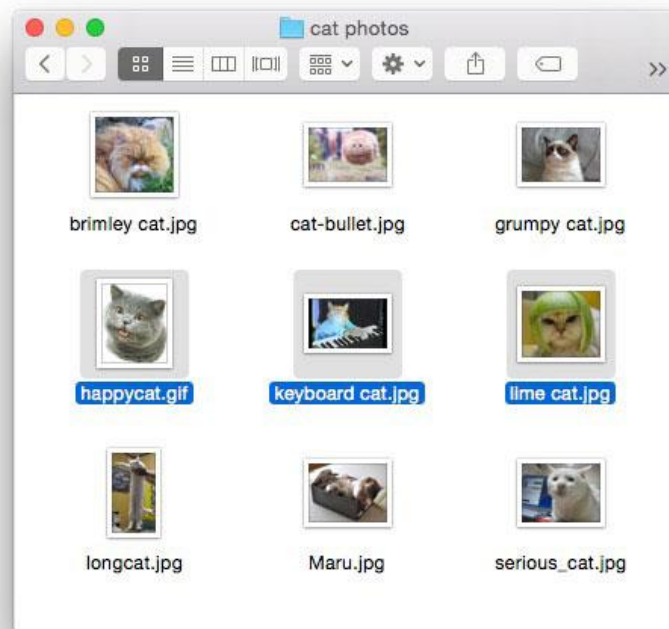 cat photos
brimley cat.jpg
cat-bullet.jpg
grumpy cat.jpg
happycat.gif
keyboard cat.jpg
lime cat.jpg
longcat.jpg
Maru.jpg
serious_cat.jpg